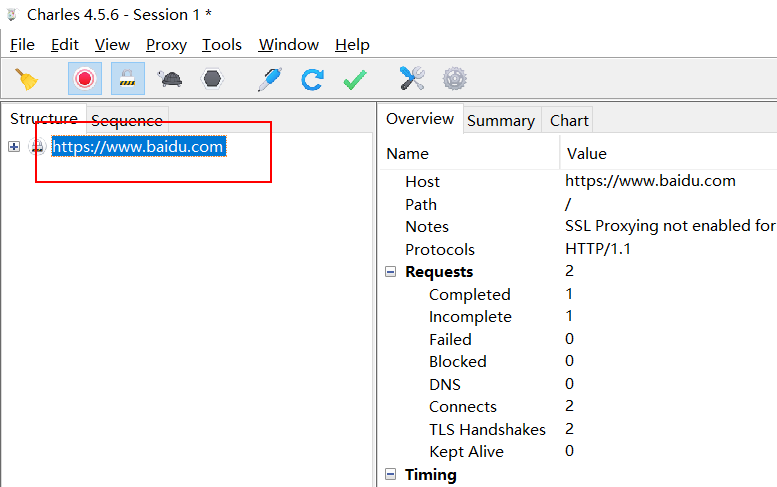 Charles 4.5.6 - Session 1 *
File Edit View Proxy Tools Window Help
Structure Sequence
https://www.baidu.com
Overview Summary Chart
Name Value
Host https://www.baidu.com
Path /
Notes SSL Proxying not enabled for
Protocols HTTP/1.1
Requests 2
Completed 1
Incomplete 1
Failed 0
Blocked 0
DNS 0
Connects 2
TLS Handshakes 2
Kept Alive 0
Timing